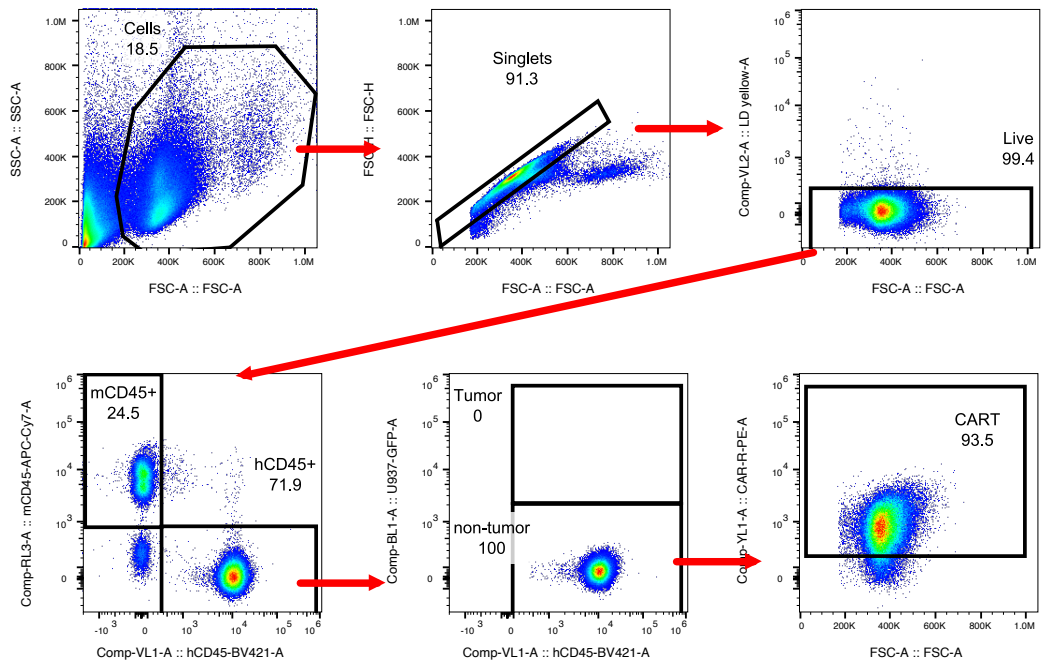 1.0M
800K
600K
400K
200K
0
SSC-A :: SSC-A
Cells
18.5
0
200K
400K
600K
800K
1.0M
FSC-A :: FSC-A
1.0M
800K
600K
400K
200K
0
FSC-H :: FSC-H
Singlets
91.3
0
200K
400K
600K
800K
1.0M
FSC-A :: FSC-A
10^6
10^5
10^4
10^3
0
Comp-VL2-A :: LD yellow-A
Live
99.4
200K
400K
600K
800K
1.0M
FSC-A :: FSC-A
10^6
10^5
10^4
10^3
0
Comp-RL3-A :: mCD45-APC-Cy7-A
mCD45+
24.5
hCD45+
71.9
-10^3
0
10^4
10^5
10^6
Comp-VL1-A :: hCD45-BV421-A
10^6
10^5
10^4
10^3
0
Comp-BL1-A :: U937-GFP-A
Tumor
0
non-tumor
100
-10^3
0
10^4
10^5
10^6
Comp-VL1-A :: hCD45-BV421-A
10^6
10^5
10^4
10^3
0
Comp-YL1-A :: CAR-R-PE-A
CART
93.5
0
200K
400K
600K
800K
1.0M
FSC-A :: FSC-A